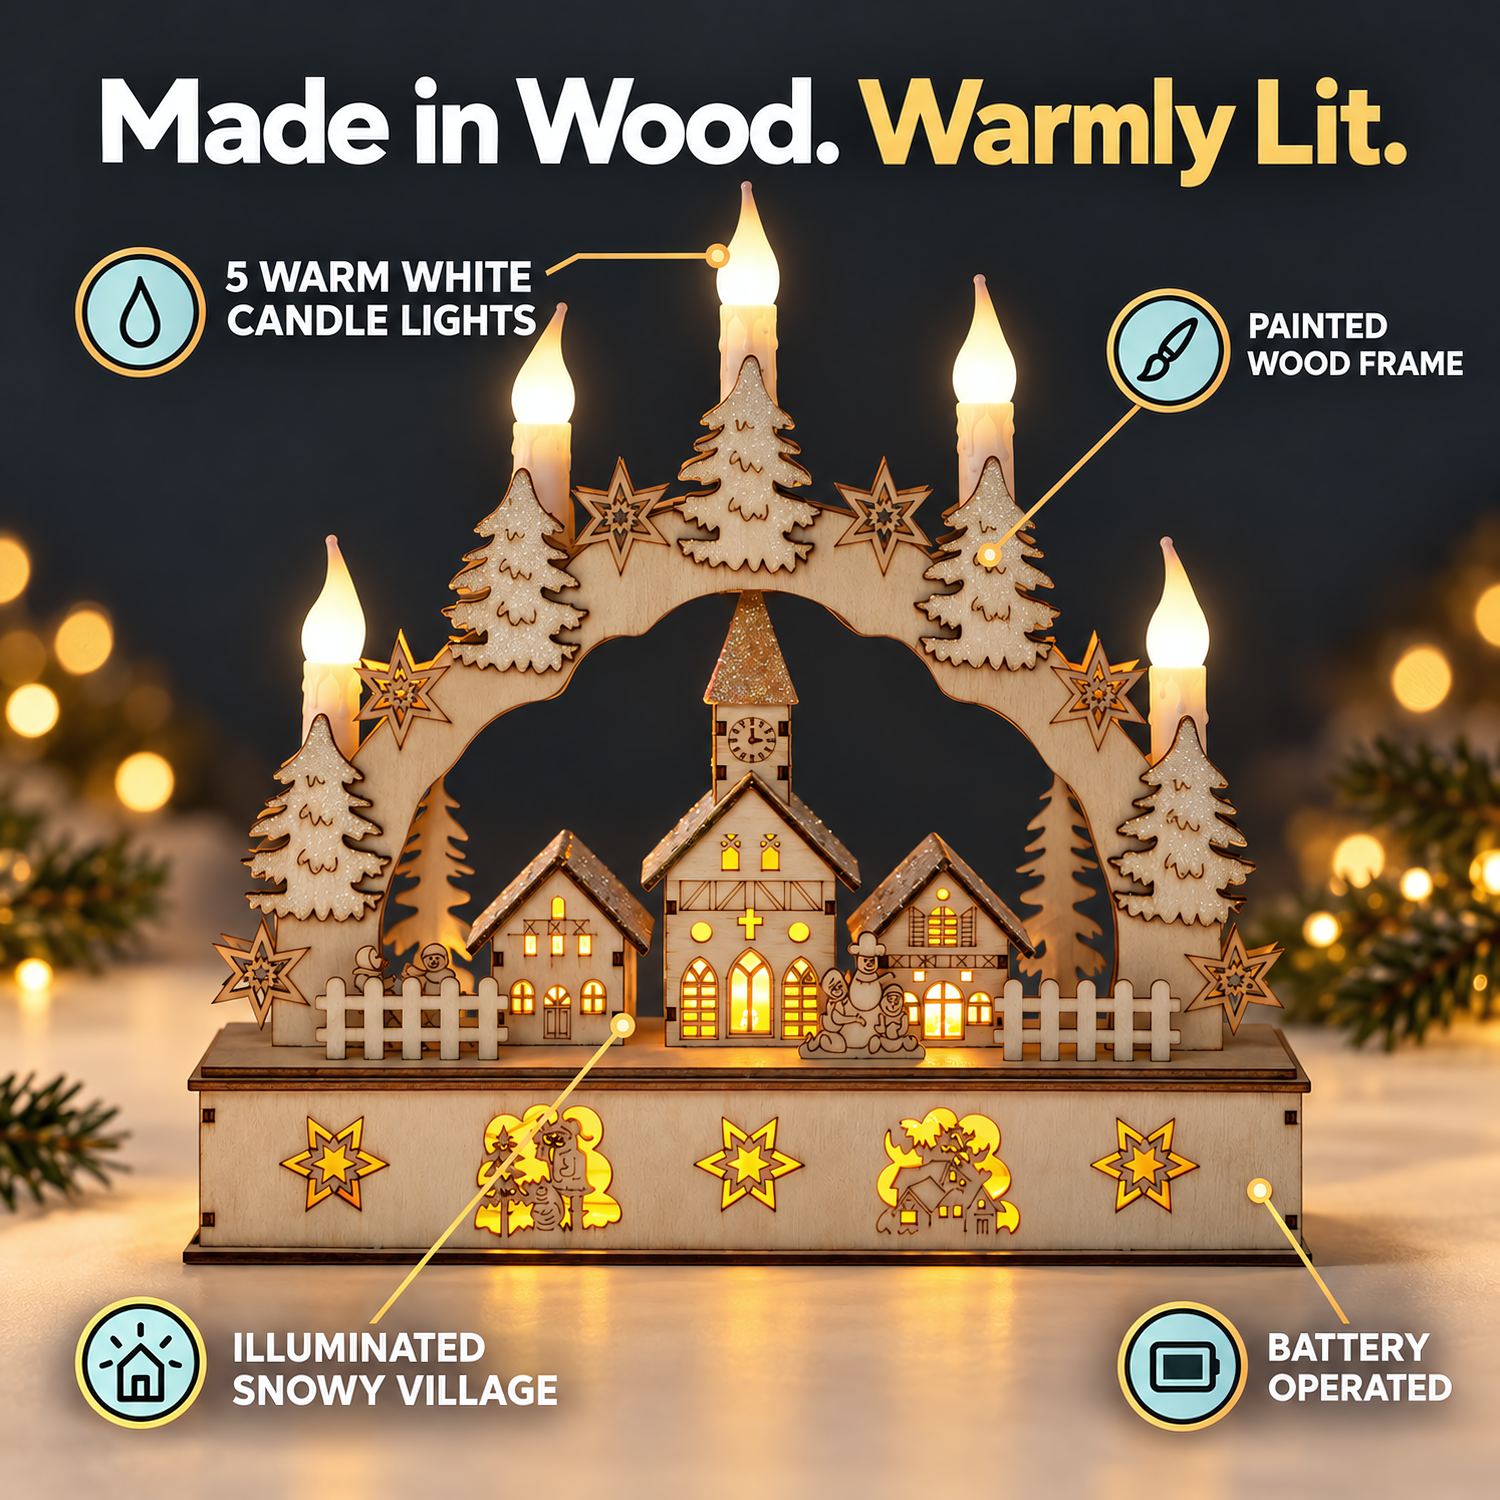 Made in Wood. Warmly Lit.
5 WARM WHITE
CANDLE LIGHTS
PAINTED
WOOD FRAME
ILLUMINATED
SNOWY VILLAGE
BATTERY
OPERATED